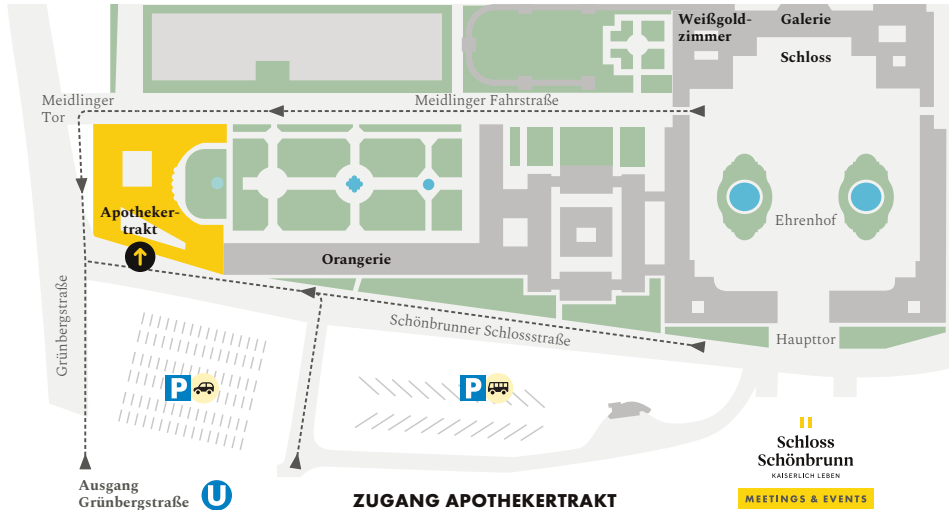 Weißgold-
zimmer
Galerie
Schloss
Meidlinger
Tor
Meidlinger Fahrstraße
Apotheker-
trakt
Ehrenhof
Orangerie
Grünbergstraße
Schönbrunner Schlossstraße
Haupttor
P
P
Ausgang
Grünbergstraße
U
ZUGANG APOTHEKERTRAKT
Schloss
Schönbrunn
KAISERLICH LEBEN
MEETINGS & EVENTS